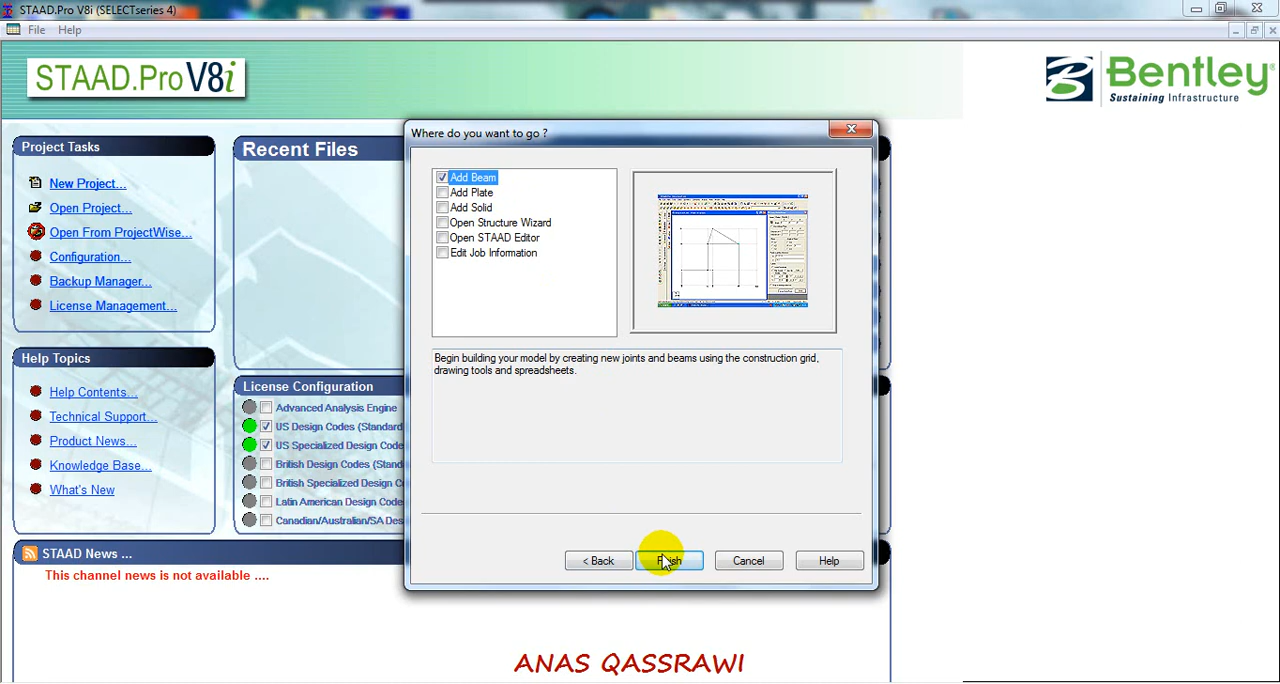 STAAD.Pro V8i (SELECTseries 4)
File Help
STAAD.Pro V8i
Bentley
Sustaining Infrastructure
Project Tasks
New Project...
Open Project...
Open From ProjectWise...
Configuration...
Backup Manager...
License Management...
Help Topics
Help Contents...
Technical Support...
Product News...
Knowledge Base...
What's New
Recent Files
License Configuration
Advanced Analysis Engine
US Design Codes (Standard
US Specialized Design Code
British Design Codes (Stand
British Specialized Design C
Latin American Design Code
Canadian/Australian/SA Des
Where do you want to go ?
Add Beam
Add Plate
Add Solid
Open Structure Wizard
Open STAAD Editor
Edit Job Information
Begin building your model by creating new joints and beams using the construction grid,
drawing tools and spreadsheets.
< Back Finish Cancel Help
STAAD News ...
This channel news is not available ....
ANAS QASSRAWI